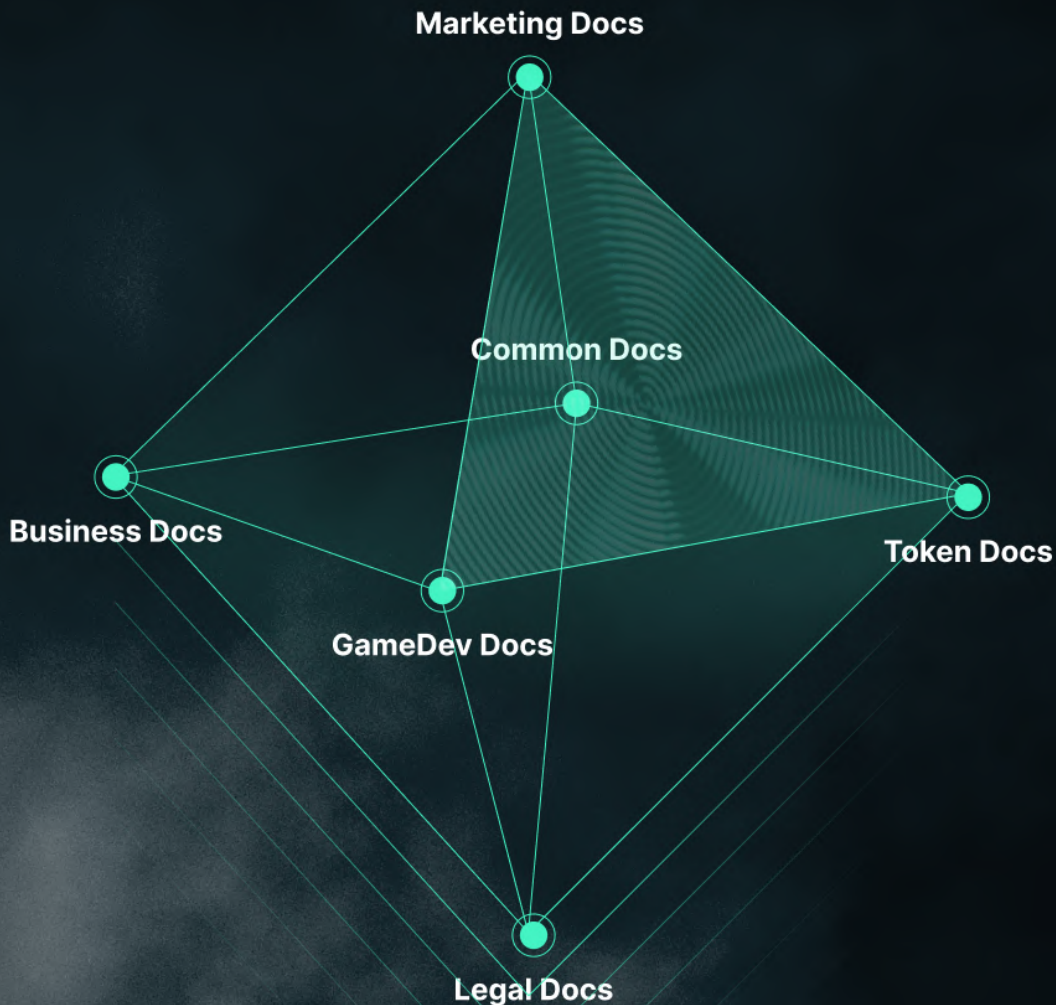 Marketing Docs
Common Docs
Business Docs
Token Docs
GameDev Docs
Legal Docs